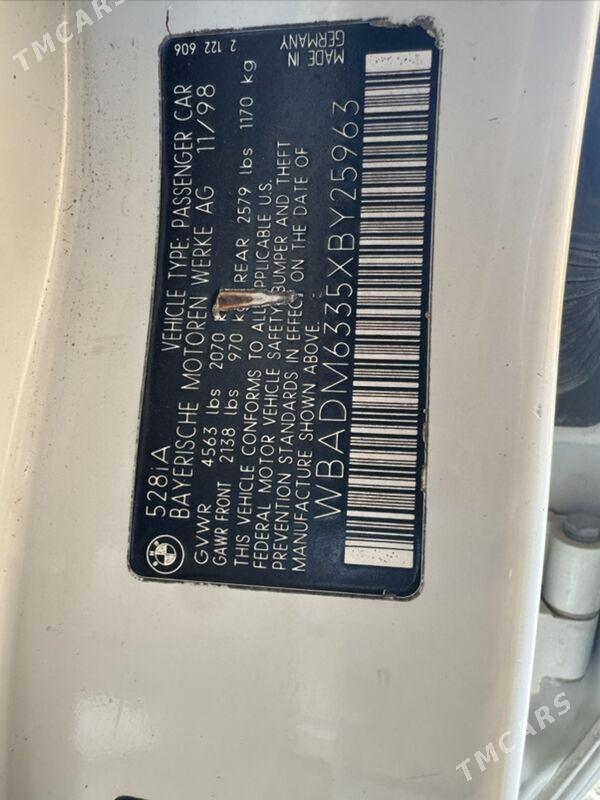 528iA VEHICLE TYPE: PASSENGER CAR
BAYERISCHE MOTOREN WERKE AG 11/98
GVWR 4563 lbs 2070
GAWR FRONT 2138 lbs 970 REAR 2579 lbs 1170 kg
THIS VEHICLE CONFORMS TO ALL APPLICABLE U.S.
FEDERAL MOTOR VEHICLE SAFETY, BUMPER AND THEFT
PREVENTION STANDARDS IN EFFECT ON THE DATE OF
MANUFACTURE SHOWN ABOVE.
WBADM6335XBY25963
2 122 606
MADE IN
GERMANY
BMW
TMCARS
TMCARS